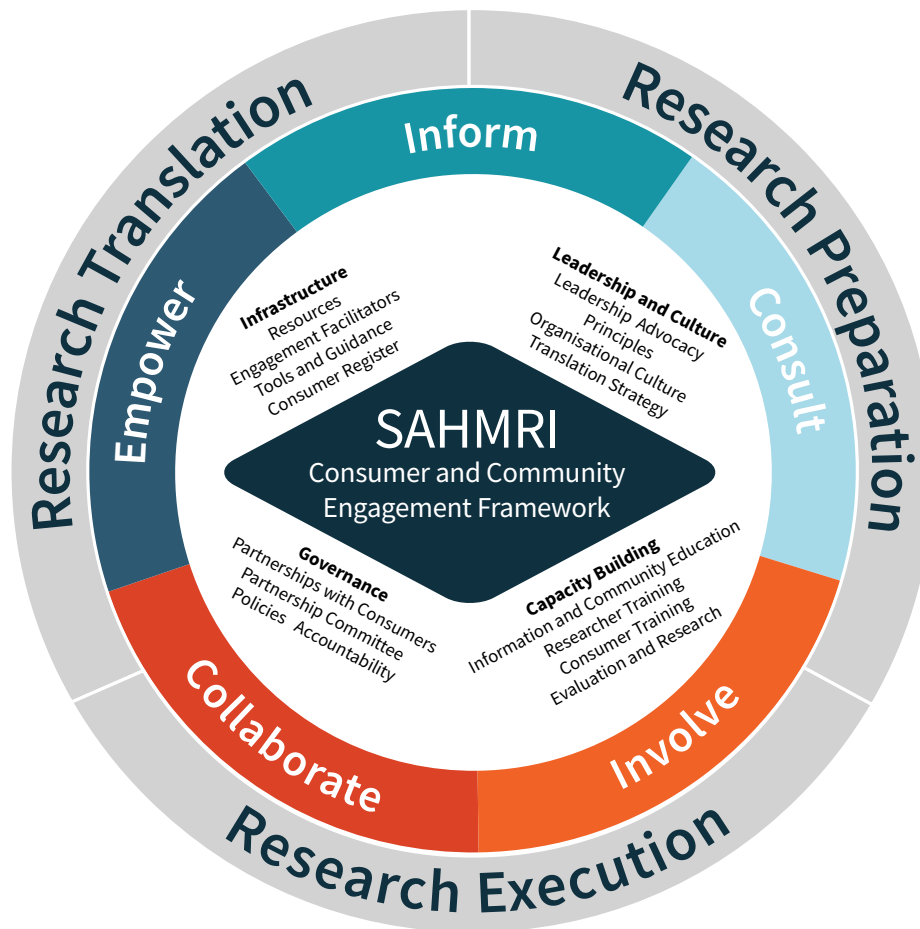 Research Translation
Research Preparation
Research Execution
Inform
Consult
Involve
Collaborate
Empower
Infrastructure
Resources
Engagement Facilitators
Tools and Guidance
Consumer Register
Leadership and Culture
Leadership Advocacy
Principles
Organisational Culture
Translation Strategy
SAHMRI
Consumer and Community
Engagement Framework
Governance
Partnerships with Consumers
Partnership Committee
Policies Accountability
Capacity Building
Information and Community Education
Researcher Training
Consumer Training
Evaluation and Research